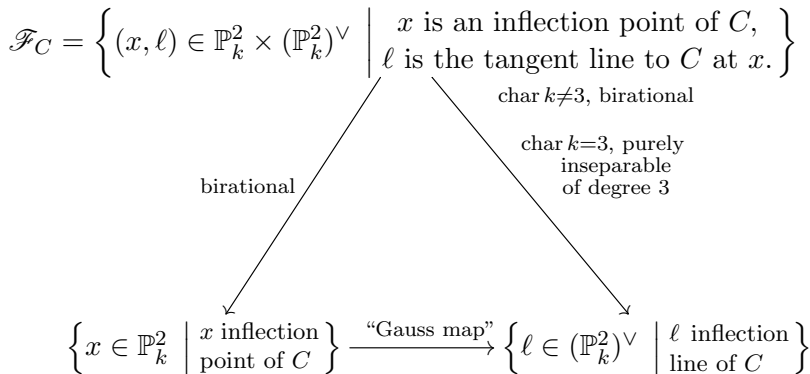 ℱ_C = { (x, ℓ) ∈ ℙ²_k × (ℙ²_k)^∨ | x is an inflection point of C,
ℓ is the tangent line to C at x. }
char k≠3, birational
char k=3, purely
inseparable
of degree 3
birational
{ x ∈ ℙ²_k | x inflection
point of C }
“Gauss map”
{ ℓ ∈ (ℙ²_k)^∨ | ℓ inflection
line of C }